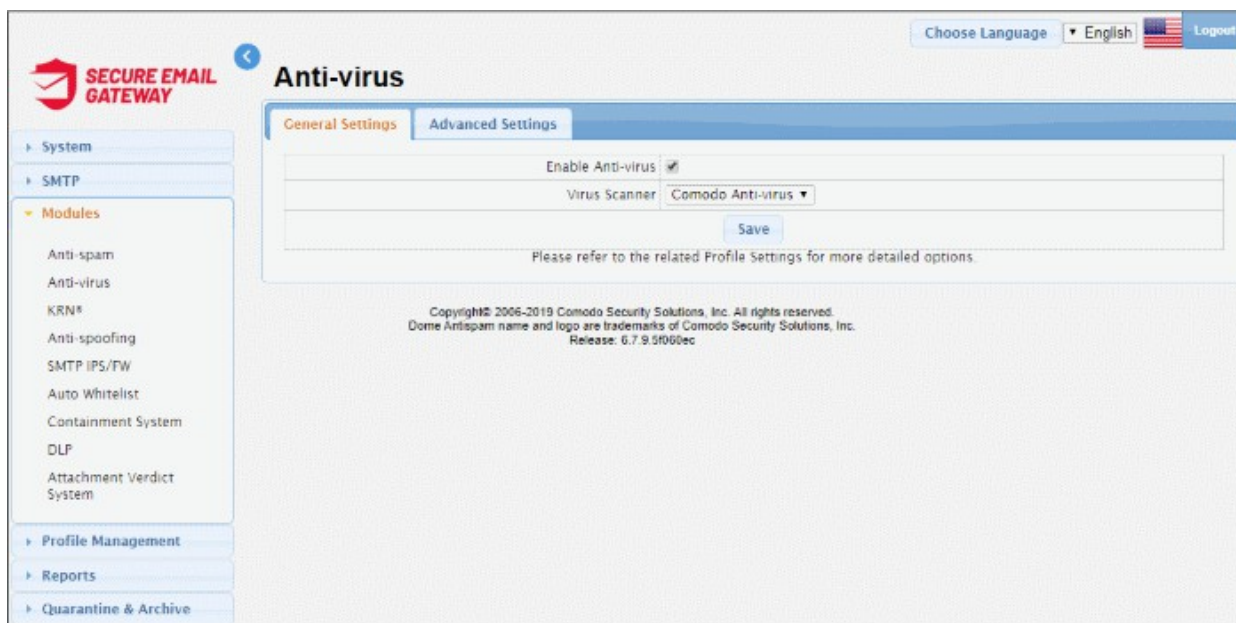 Choose Language
English
Logout
SECURE EMAIL
GATEWAY
Anti-virus
General Settings
Advanced Settings
System
SMTP
Modules
Anti-spam
Anti-virus
KRN®
Anti-spoofing
SMTP IPS/FW
Auto Whitelist
Containment System
DLP
Attachment Verdict
System
Profile Management
Reports
Quarantine & Archive
Enable Anti-virus
Virus Scanner Comodo Anti-virus
Save
Please refer to the related Profile Settings for more detailed options.
Copyright© 2006-2019 Comodo Security Solutions, Inc. All rights reserved.
Dome Antispam name and logo are trademarks of Comodo Security Solutions, Inc.
Release: 6.7.9.5f060ec